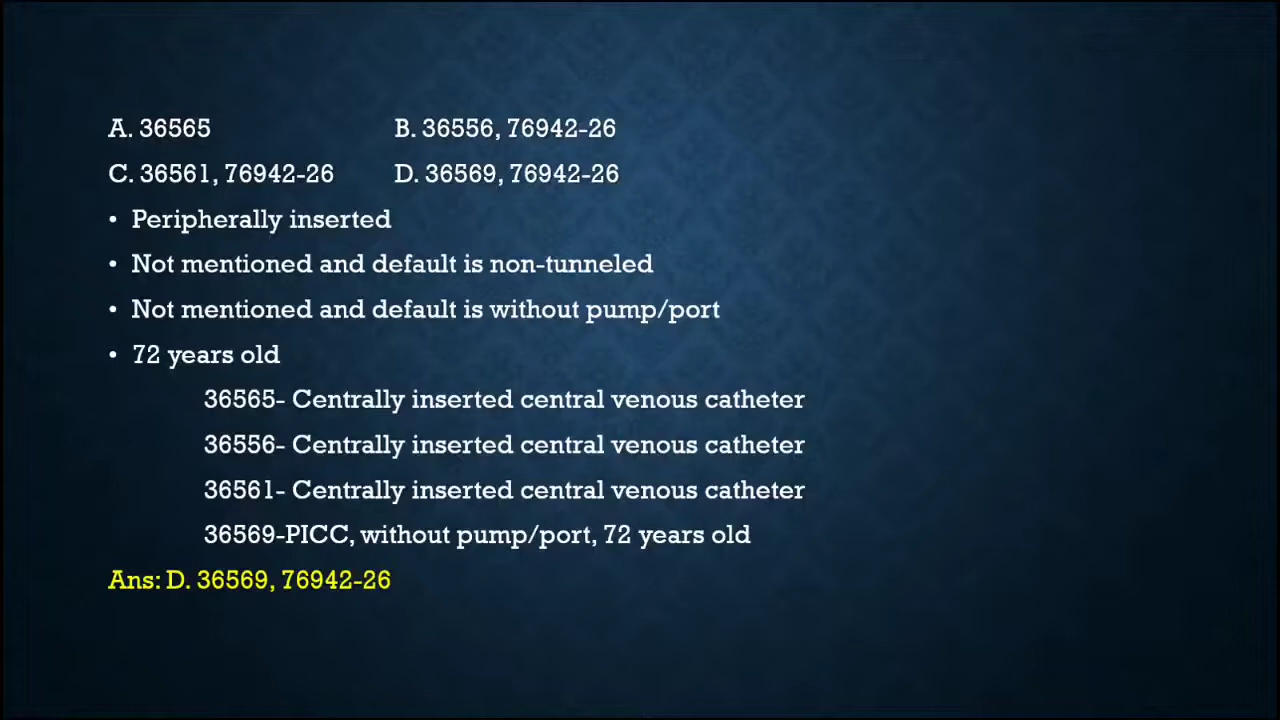 A. 36565 B. 36556, 76942-26
C. 36561, 76942-26 D. 36569, 76942-26
• Peripherally inserted
• Not mentioned and default is non-tunneled
• Not mentioned and default is without pump/port
• 72 years old
36565- Centrally inserted central venous catheter
36556- Centrally inserted central venous catheter
36561- Centrally inserted central venous catheter
36569-PICC, without pump/port, 72 years old
Ans: D. 36569, 76942-26